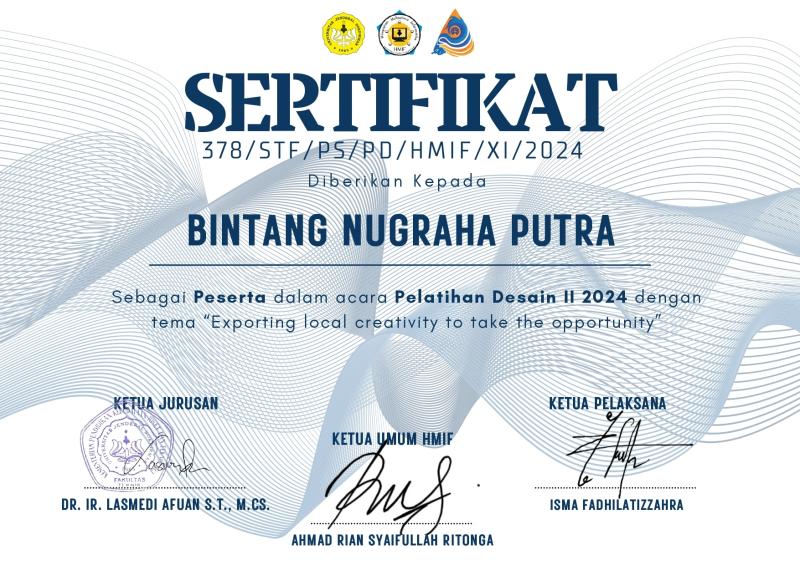 SERTIFIKAT
378/STF/PS/PD/HMIF/XI/2024
Diberikan Kepada
BINTANG NUGRAHA PUTRA
Sebagai Peserta dalam acara Pelatihan Desain II 2024 dengan
tema “Exporting local creativity to take the opportunity”
KETUA JURUSAN
KETUA PELAKSANA
KETUA UMUM HMIF
DR. IR. LASMEDI AFUAN S.T., M.CS.
ISMA FADHILATIZZAHRA
AHMAD RIAN SYAIFULLAH RITONGA
HMIF
FAKULTAS